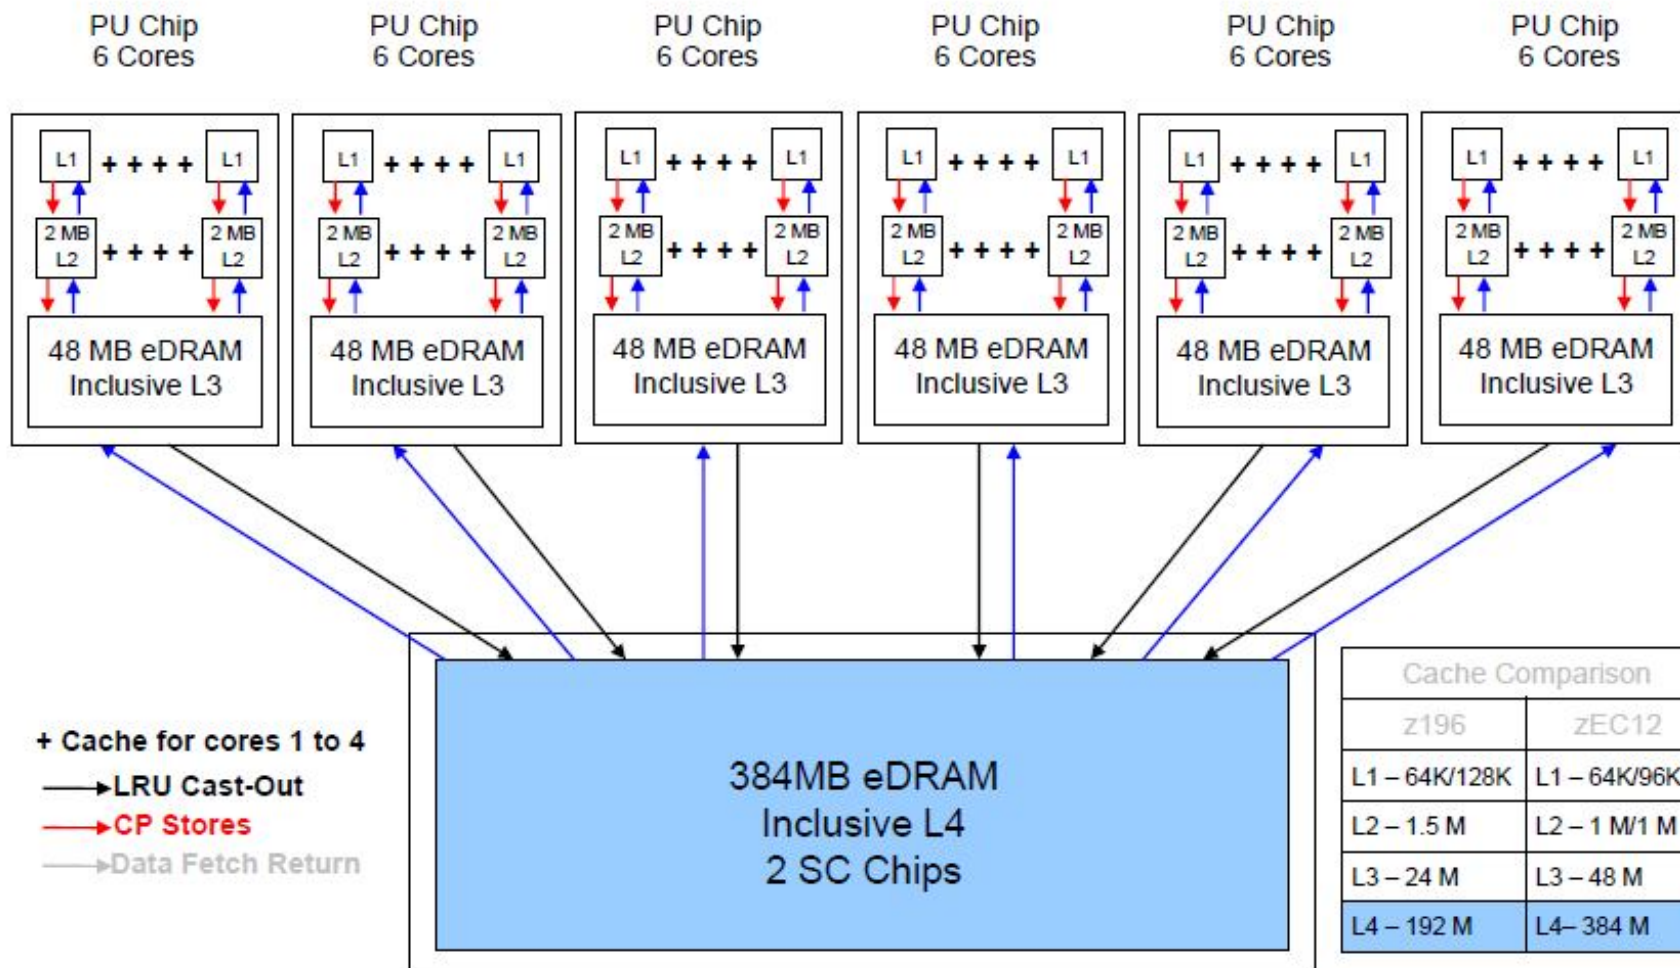 PU Chip
6 Cores
PU Chip
6 Cores
PU Chip
6 Cores
PU Chip
6 Cores
PU Chip
6 Cores
PU Chip
6 Cores
L1 + + + + L1
2 MB L2 + + + + 2 MB L2
48 MB eDRAM
Inclusive L3
L1 + + + + L1
2 MB L2 + + + + 2 MB L2
48 MB eDRAM
Inclusive L3
L1 + + + + L1
2 MB L2 + + + + 2 MB L2
48 MB eDRAM
Inclusive L3
L1 + + + + L1
2 MB L2 + + + + 2 MB L2
48 MB eDRAM
Inclusive L3
L1 + + + + L1
2 MB L2 + + + + 2 MB L2
48 MB eDRAM
Inclusive L3
L1 + + + + L1
2 MB L2 + + + + 2 MB L2
48 MB eDRAM
Inclusive L3
384MB eDRAM
Inclusive L4
2 SC Chips
+ Cache for cores 1 to 4
LRU Cast-Out
CP Stores
Data Fetch Return
Cache Comparison
z196 zEC12
L1 – 64K/128K L1 – 64K/96K
L2 – 1.5 M L2 – 1 M/1 M
L3 – 24 M L3 – 48 M
L4 – 192 M L4– 384 M